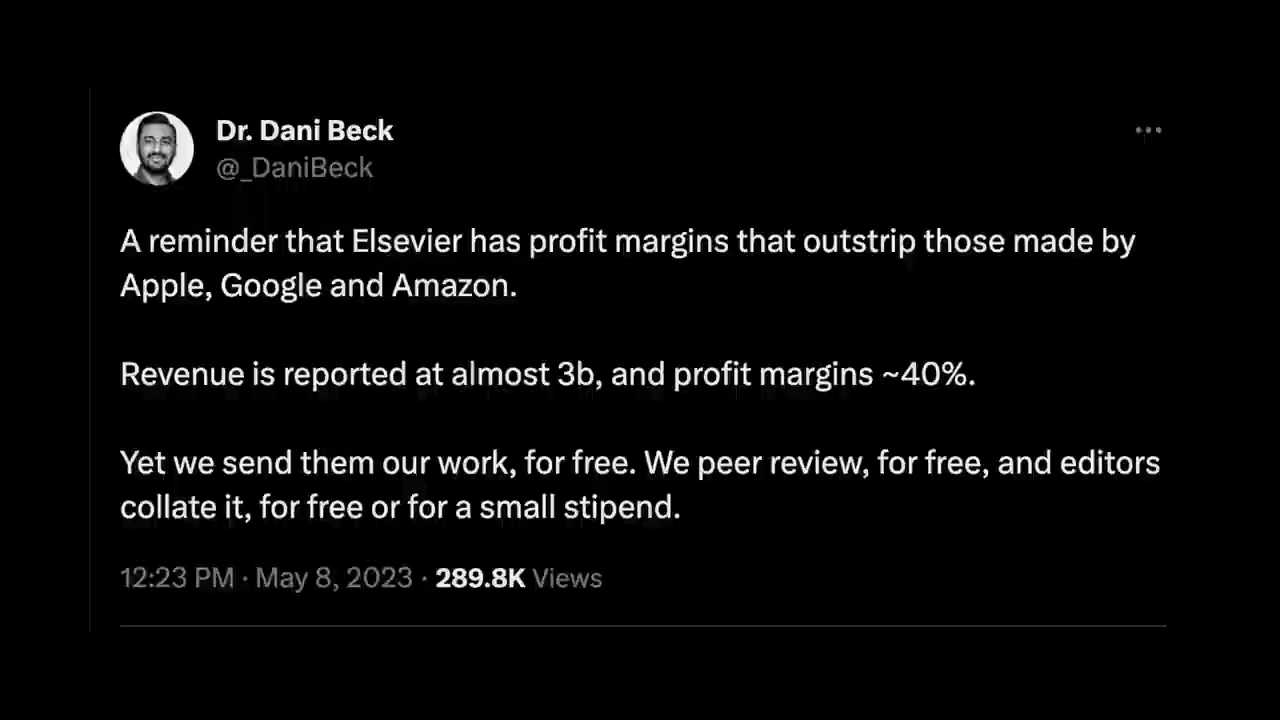 Dr. Dani Beck
@_DaniBeck
A reminder that Elsevier has profit margins that outstrip those made by
Apple, Google and Amazon.
Revenue is reported at almost 3b, and profit margins ~40%.
Yet we send them our work, for free. We peer review, for free, and editors
collate it, for free or for a small stipend.
12:23 PM · May 8, 2023 · 289.8K Views